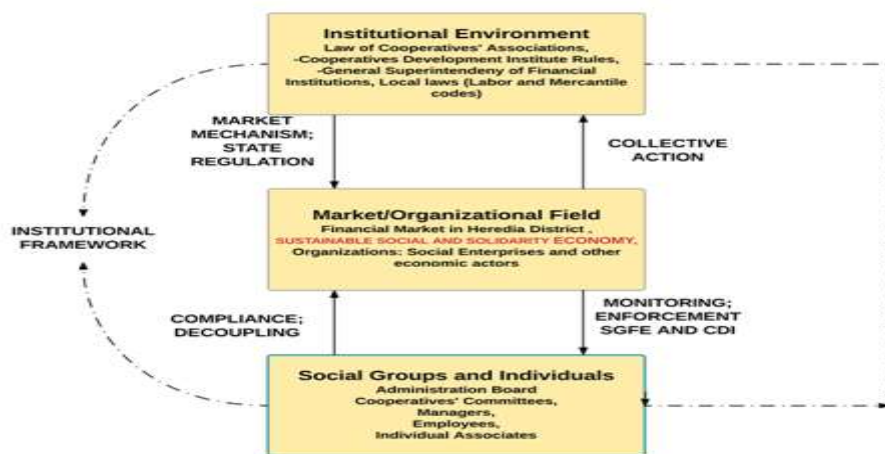 Institutional Environment
Law of Cooperatives' Associations,
-Cooperatives Development Institute Rules,
-General Superintendeny of Financial
Institutions, Local laws (Labor and Mercantile
codes)
MARKET
MECHANISM;
STATE
REGULATION
COLLECTIVE
ACTION
INSTITUTIONAL
FRAMEWORK
Market/Organizational Field
Financial Market in Heredia District ,
SUSTAINABLE SOCIAL AND SOLIDARITY ECONOMY,
Organizations: Social Enterprises and other
economic actors
COMPLIANCE;
DECOUPLING
MONITORING;
ENFORCEMENT
SGFE AND CDI
Social Groups and Individuals
Administration Board
Cooperatives' Committees,
Managers,
Employees,
Individual Associates